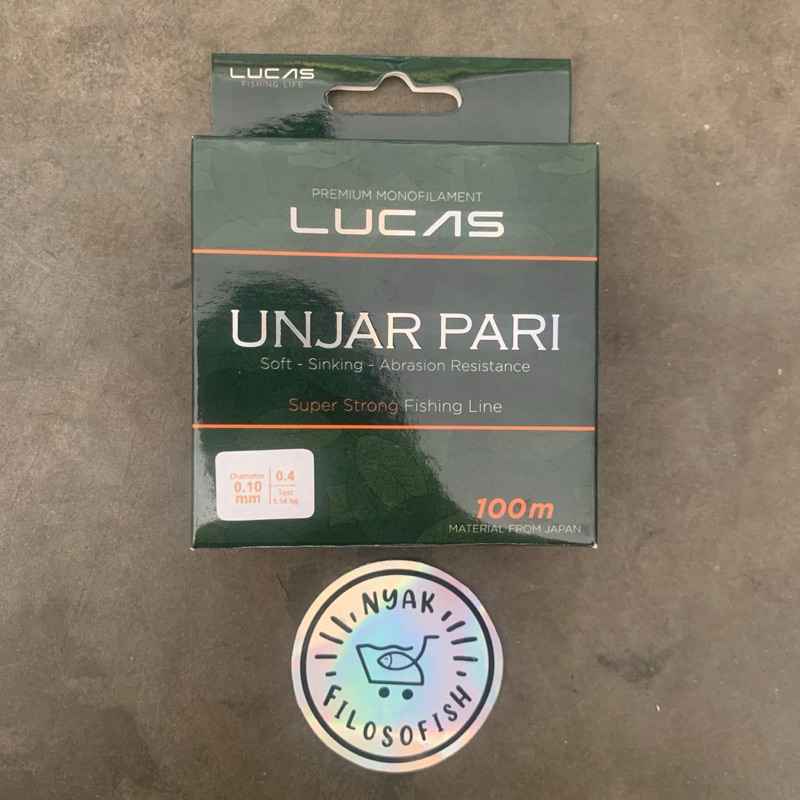 LUCAS
FISHING LIFE
PREMIUM MONOFILAMENT
LUCAS
UNJAR PARI
Soft - Sinking - Abrasion Resistance
Super Strong Fishing Line
Diameter
0.10
mm
0.4
Test
1.14 kg
100m
MATERIAL FROM JAPAN
NYAK
FILOSOFISH